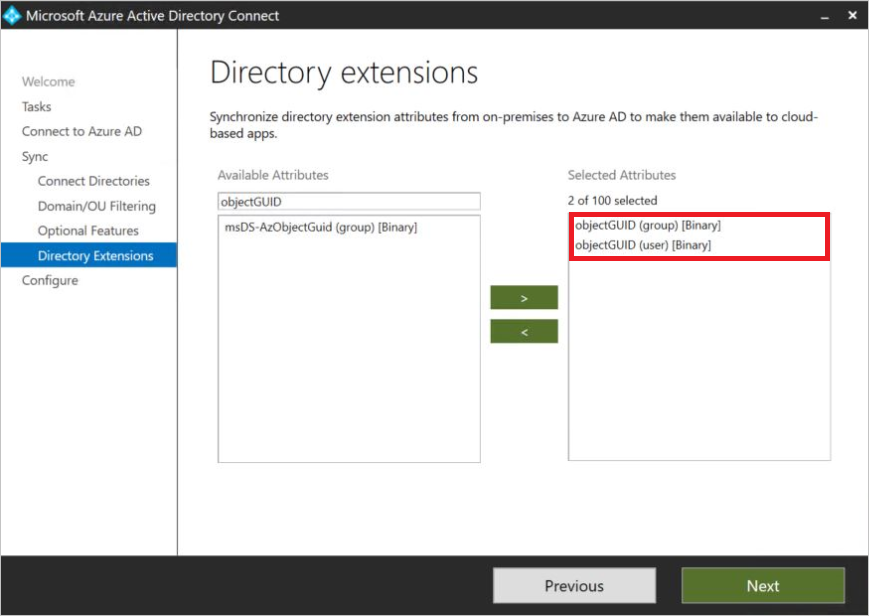 Microsoft Azure Active Directory Connect
Welcome
Tasks
Connect to Azure AD
Sync
Connect Directories
Domain/OU Filtering
Optional Features
Directory Extensions
Configure
Directory extensions
Synchronize directory extension attributes from on-premises to Azure AD to make them available to cloud-
based apps.
Available Attributes
objectGUID
msDS-AzObjectGuid (group) [Binary]
>
<
Selected Attributes
2 of 100 selected
objectGUID (group) [Binary]
objectGUID (user) [Binary]
Previous
Next